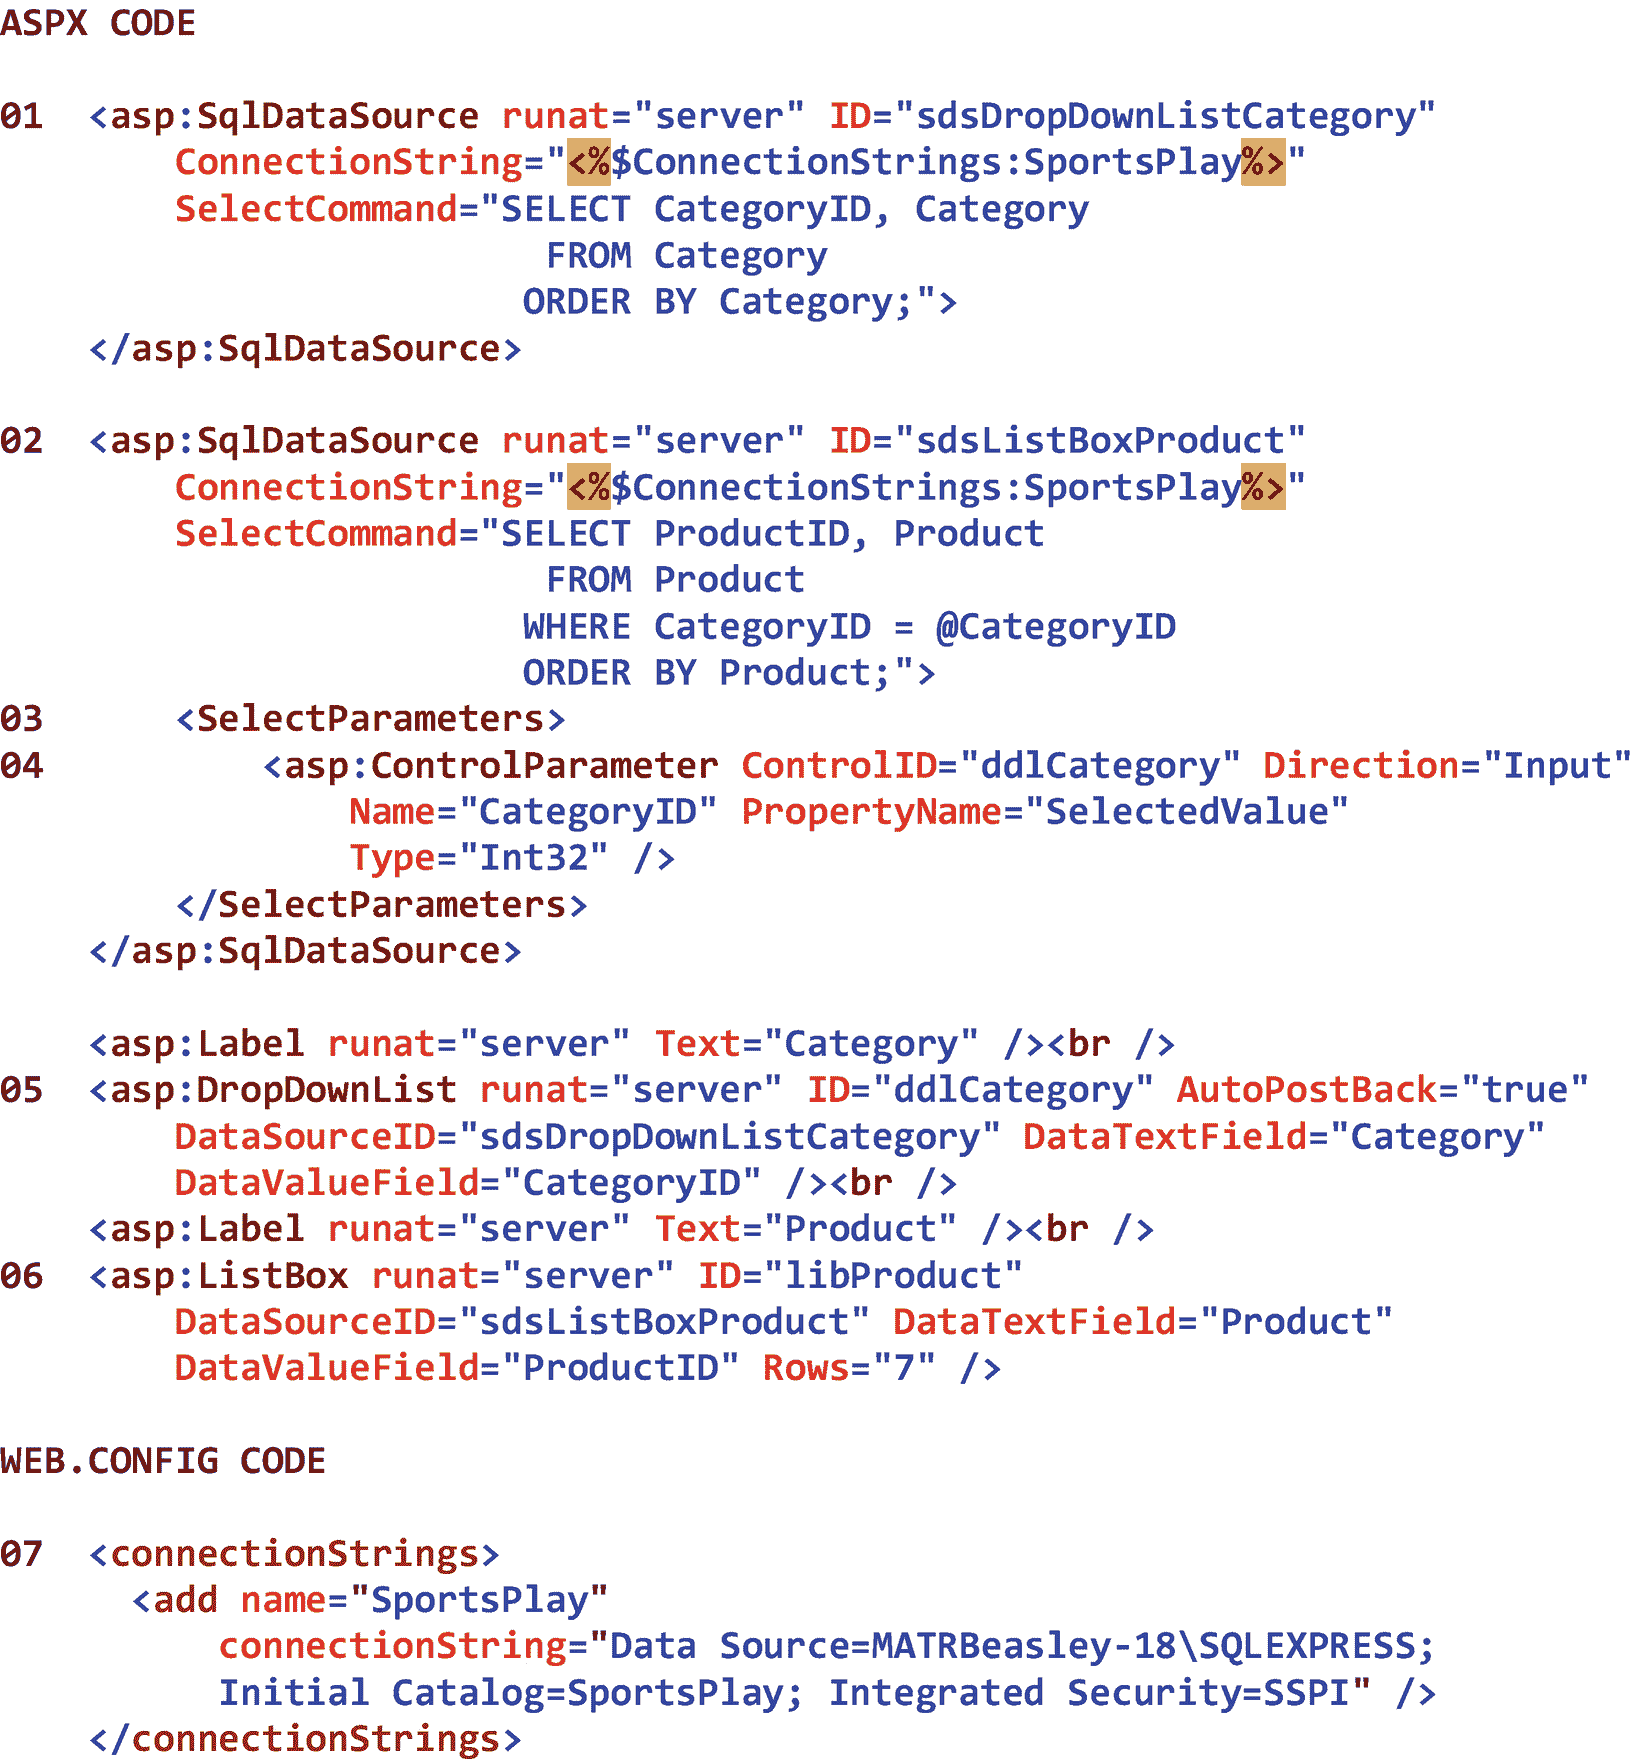 ASPX CODE
01 <asp:SqlDataSource runat="server" ID="sdsDropDownListCategory"
ConnectionString="<%$ConnectionStrings:SportsPlay%>"
SelectCommand="SELECT CategoryID, Category
FROM Category
ORDER BY Category;">
</asp:SqlDataSource>
02 <asp:SqlDataSource runat="server" ID="sdsListBoxProduct"
ConnectionString="<%$ConnectionStrings:SportsPlay%>"
SelectCommand="SELECT ProductID, Product
FROM Product
WHERE CategoryID = @CategoryID
ORDER BY Product;">
03 <SelectParameters>
04 <asp:ControlParameter ControlID="ddlCategory" Direction="Input"
Name="CategoryID" PropertyName="SelectedValue"
Type="Int32" />
</SelectParameters>
</asp:SqlDataSource>
<asp:Label runat="server" Text="Category" /><br />
05 <asp:DropDownList runat="server" ID="ddlCategory" AutoPostBack="true"
DataSourceID="sdsDropDownListCategory" DataTextField="Category"
DataValueField="CategoryID" /><br />
<asp:Label runat="server" Text="Product" /><br />
06 <asp:ListBox runat="server" ID="libProduct"
DataSourceID="sdsListBoxProduct" DataTextField="Product"
DataValueField="ProductID" Rows="7" />
WEB.CONFIG CODE
07 <connectionStrings>
<add name="SportsPlay"
connectionString="Data Source=MATRBeasley-18\SQLEXPRESS;
Initial Catalog=SportsPlay; Integrated Security=SSPI" />
</connectionStrings>